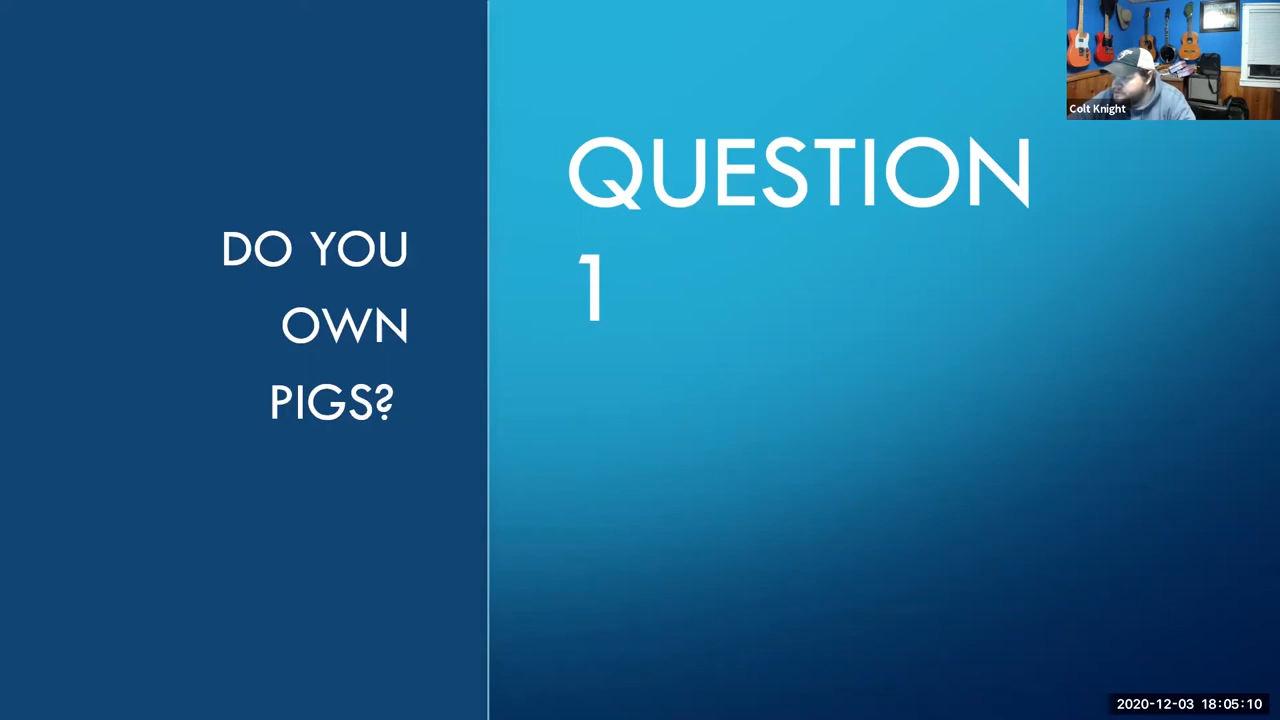 DO YOU
OWN
PIGS?
QUESTION
1
Colt Knight
2020-12-03 18:05:10